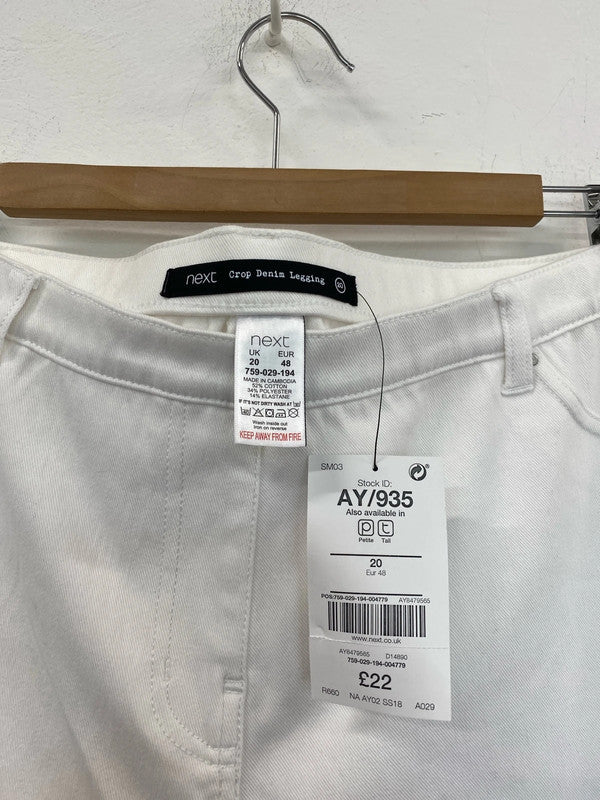 next Crop Denim Legging 20
next
UK EUR
20 48
759-029-194
MADE IN CAMBODIA
52% COTTON
34% POLYESTER
14% ELASTANE
IF IT'S NOT DIRTY WASH AT 30
Wash inside out
Iron on reverse
KEEP AWAY FROM FIRE
SM03
Stock ID:
AY/935
Also available in
p t
Petite Tall
20
Eur 48
POS:759-029-194-004779 AY8479565
www.next.co.uk
AY8479565 D14890
759-029-194-004779
£22
R660 NA AY02 SS18 A029